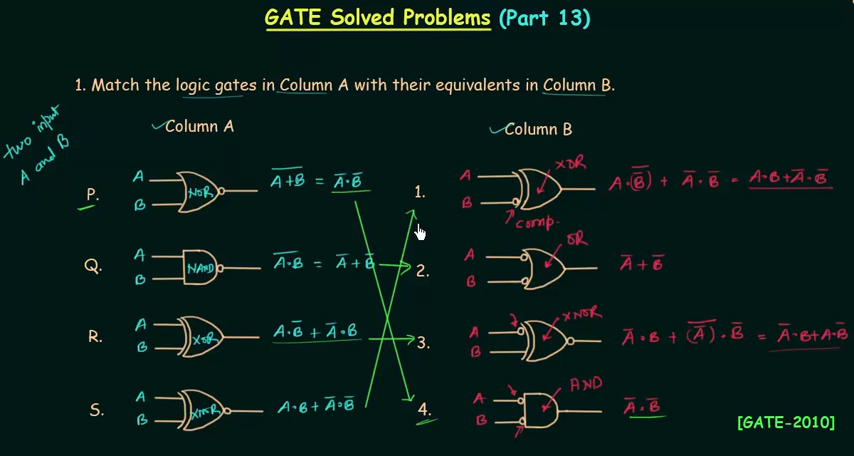 GATE Solved Problems (Part 13)
1. Match the logic gates in Column A with their equivalents in Column B.
two input
A and B
Column A
Column B
P.
A
B
NOR
A̅+̅B̅ = A̅·B̅
1.
A
B
XOR
comp.
A·(B̿) + A̅·B̅ = A·B+A̅·B̅
Q.
A
B
NAND
A̅·̅B̅ = A̅+B̅
2.
A
B
OR
A̅+B̅
R.
A
B
XOR
A·B̅ + A̅·B
3.
A
B
XNOR
A̅·B + (A̿)·B̅ = A̅·B+A·B̅
S.
A
B
XNOR
A·B + A̅·B̅
4.
A
B
AND
A̅·B̅
[GATE-2010]